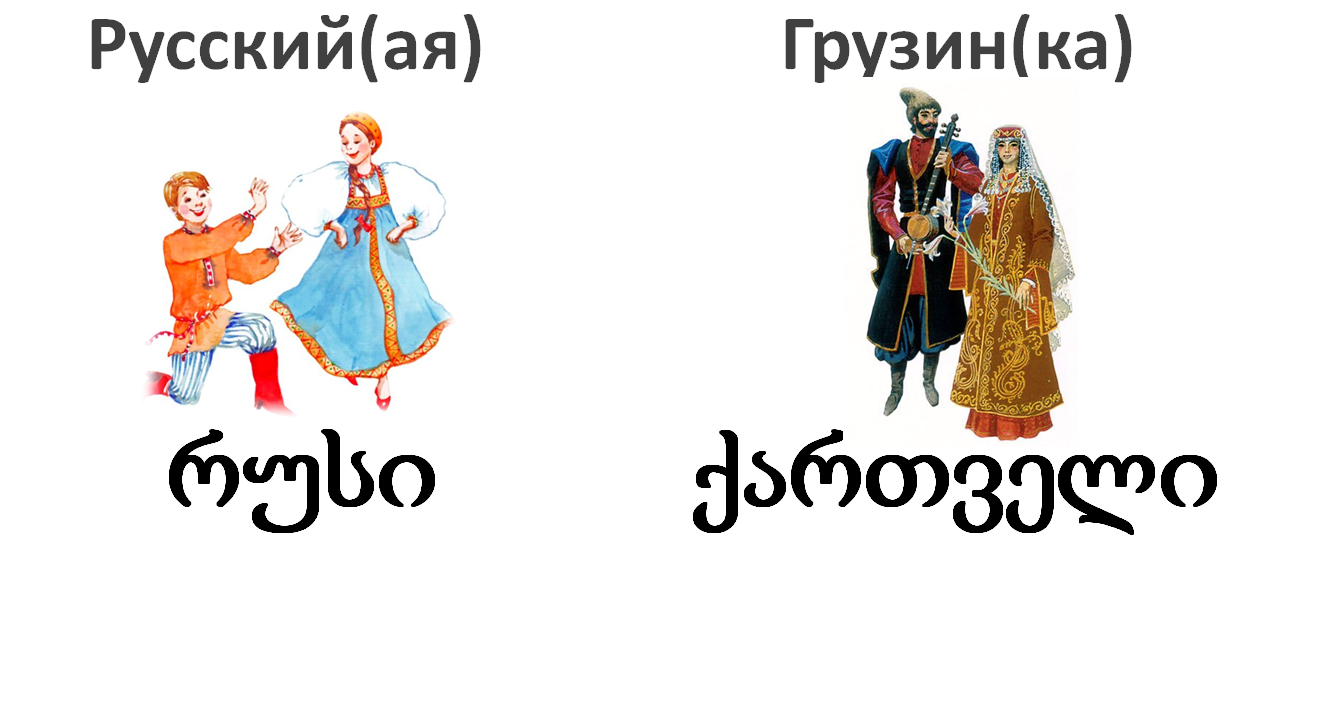 Русский(ая)
Грузин(ка)
რუსი
ქართველი